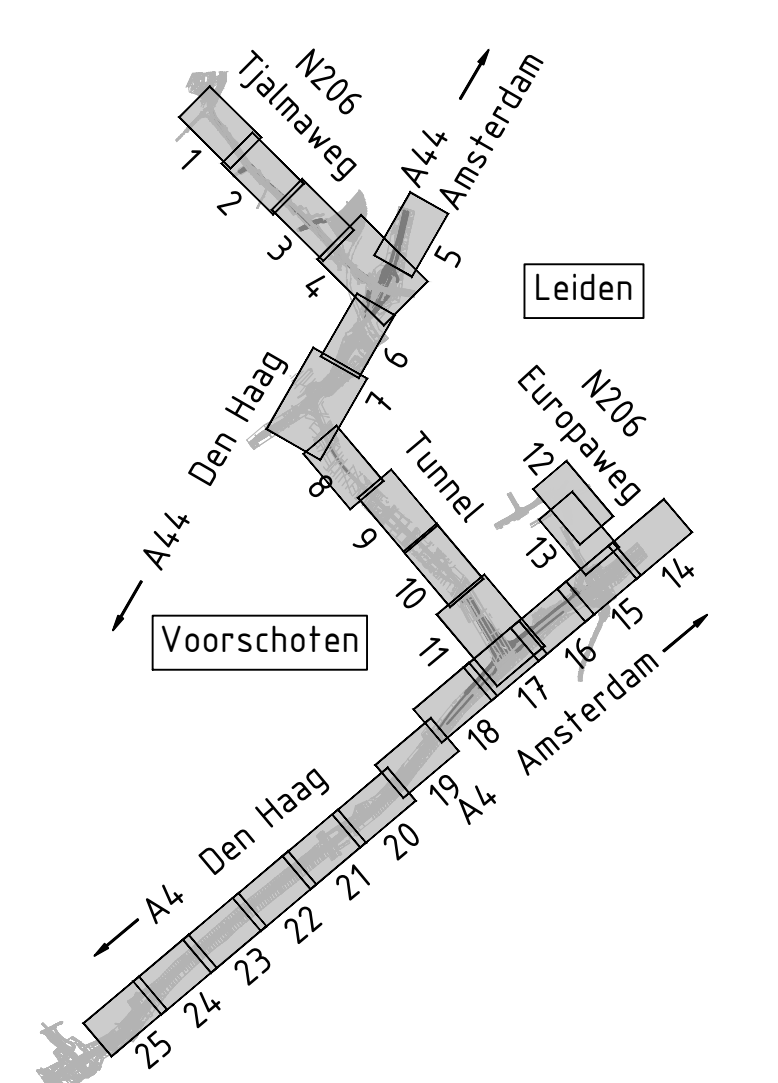 N206
Tjalmaweg
A44
Amsterdam
1
2
3
4
5
Leiden
6
7
Den Haag
A44
8
Tunnel
9
10
11
N206
Europaweg
12
13
14
15
16
17
Voorschoten
18
Amsterdam
A4
19
20
Den Haag
A4
21
22
23
24
25